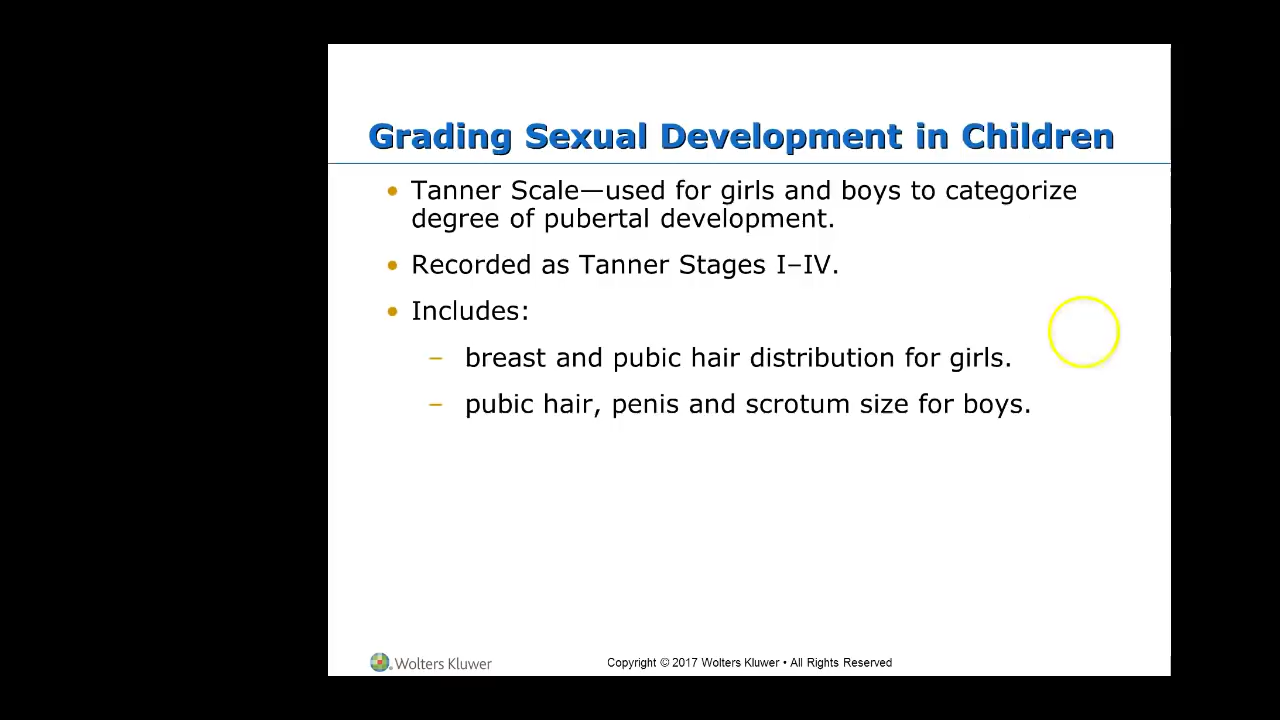 Grading Sexual Development in Children
• Tanner Scale—used for girls and boys to categorize
degree of pubertal development.
• Recorded as Tanner Stages I–IV.
• Includes:
– breast and pubic hair distribution for girls.
– pubic hair, penis and scrotum size for boys.
Wolters Kluwer
Copyright © 2017 Wolters Kluwer • All Rights Reserved